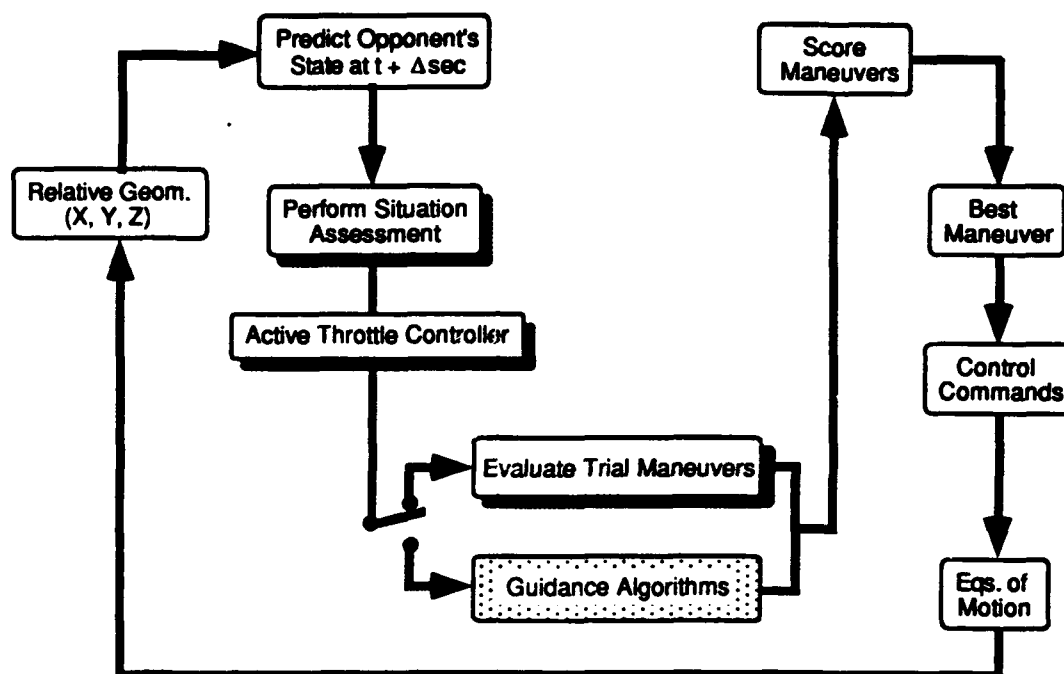 Predict Opponent's
State at t + Δsec
Score
Maneuvers
Relative Geom.
(X, Y, Z)
Perform Situation
Assessment
Best
Maneuver
Active Throttle Controller
Control
Commands
Evaluate Trial Maneuvers
Guidance Algorithms
Eqs. of
Motion